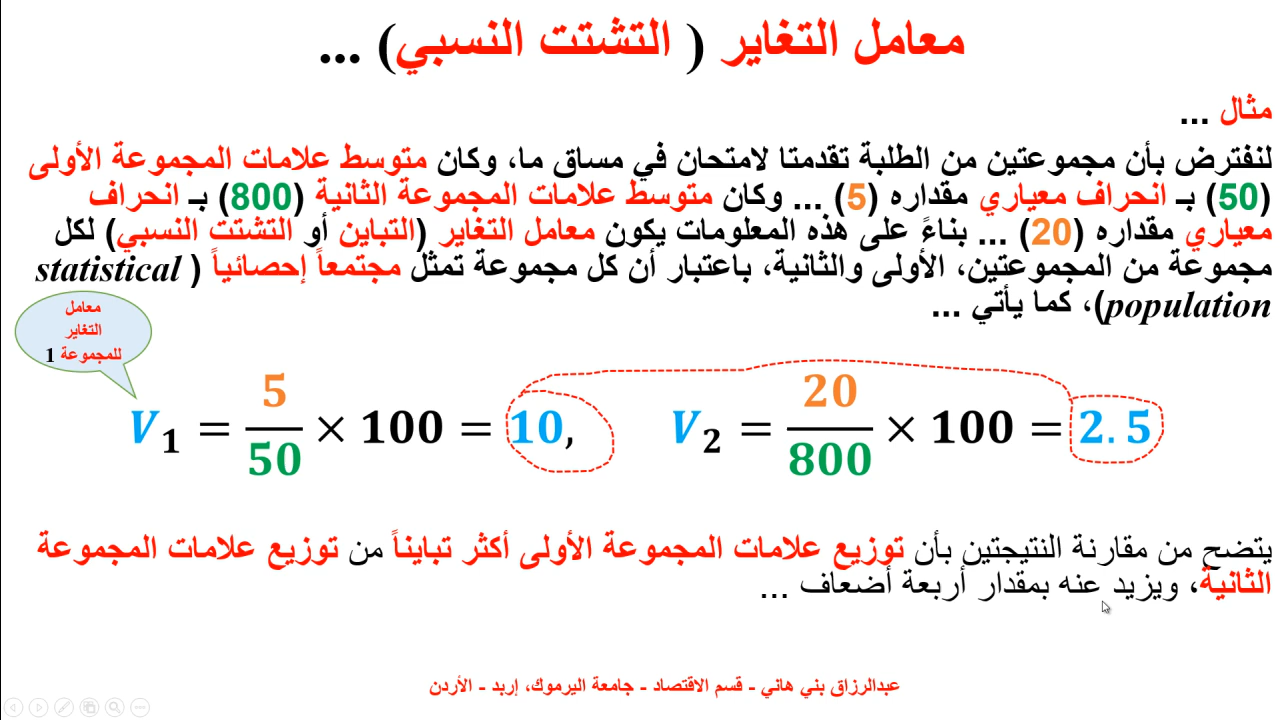 معامل التغاير ( التشتت النسبي) ...
مثال ...
لنفترض بأن مجموعتين من الطلبة تقدمتا لامتحان في مساق ما، وكان متوسط علامات المجموعة الأولى
(50) بـ انحراف معياري مقداره (5) ... وكان متوسط علامات المجموعة الثانية (800) بـ انحراف
معياري مقداره (20) ... بناءً على هذه المعلومات يكون معامل التغاير (التباين أو التشتت النسبي) لكل
مجموعة من المجموعتين، الأولى والثانية، باعتبار أن كل مجموعة تمثل مجتمعاً إحصائياً ( statistical
population)، كما يأتي ...
معامل
التغاير
للمجموعة 1
V₁ = 5/50 × 100 = 10, V₂ = 20/800 × 100 = 2.5
يتضح من مقارنة النتيجتين بأن توزيع علامات المجموعة الأولى أكثر تبايناً من توزيع علامات المجموعة
الثانية، ويزيد عنه بمقدار أربعة أضعاف ...
عبدالرزاق بني هاني - قسم الاقتصاد - جامعة اليرموك، إربد - الأردن